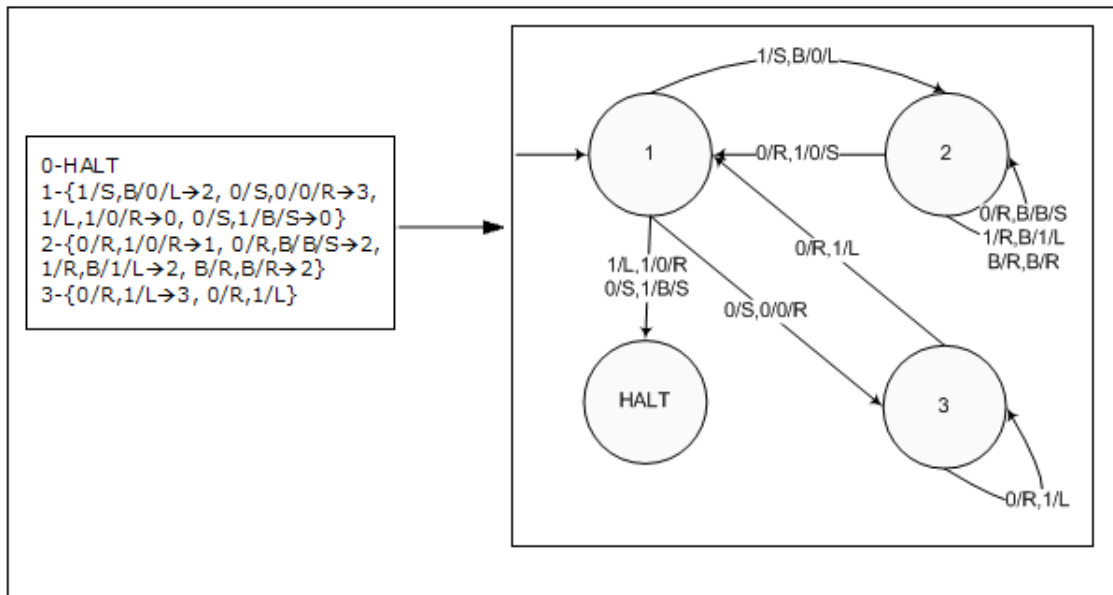 0-HALT
1-{1/S,B/0/L→2, 0/S,0/0/R→3,
1/L,1/0/R→0, 0/S,1/B/S→0}
2-{0/R,1/0/R→1, 0/R,B/B/S→2,
1/R,B/1/L→2, B/R,B/R→2}
3-{0/R,1/L→3, 0/R,1/L}
1/S,B/0/L
1
2
0/R,1/0/S
0/R,B/B/S
1/R,B/1/L
B/R,B/R
0/R,1/L
1/L,1/0/R
0/S,1/B/S
0/S,0/0/R
HALT
3
0/R,1/L